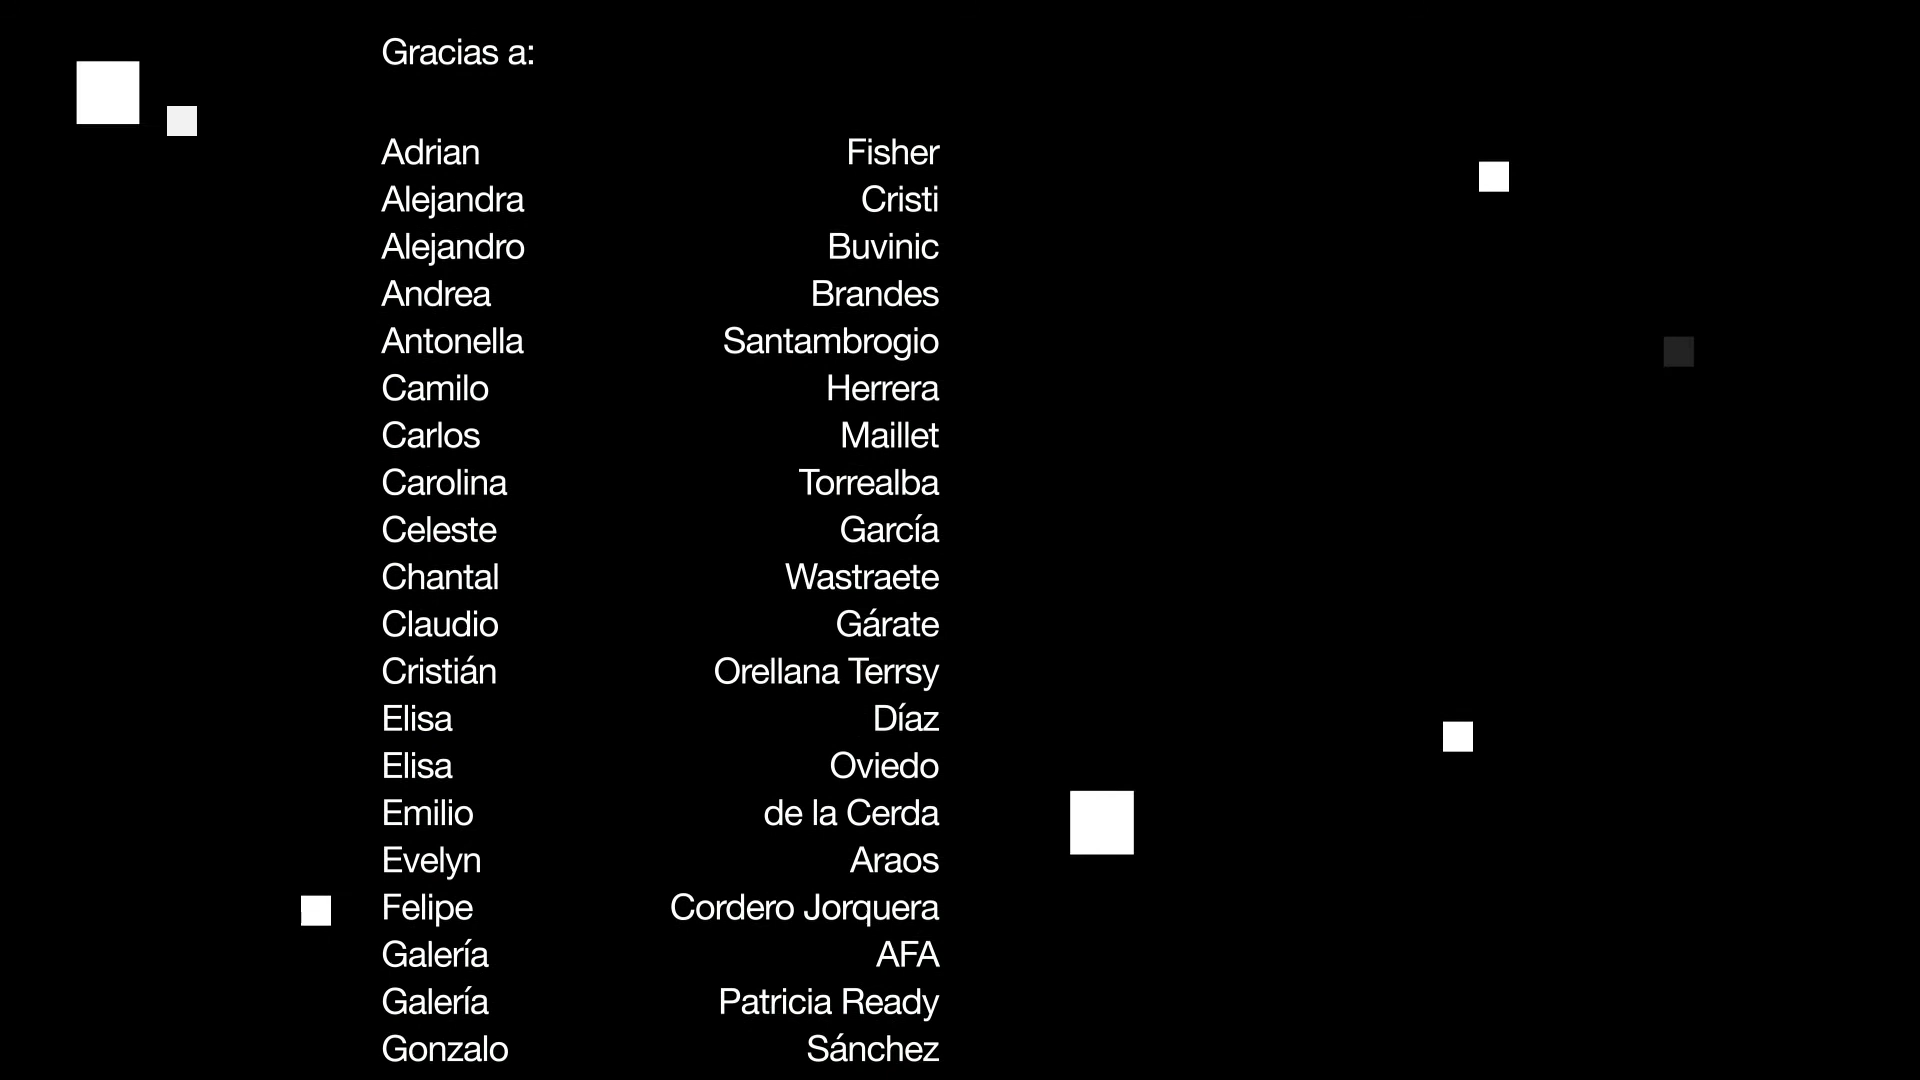 Gracias a:
Adrian Fisher
Alejandra Cristi
Alejandro Buvinic
Andrea Brandes
Antonella Santambrogio
Camilo Herrera
Carlos Maillet
Carolina Torrealba
Celeste García
Chantal Wastraete
Claudio Gárate
Cristián Orellana Terrsy
Elisa Díaz
Elisa Oviedo
Emilio de la Cerda
Evelyn Araos
Felipe Cordero Jorquera
Galería AFA
Galería Patricia Ready
Gonzalo Sánchez